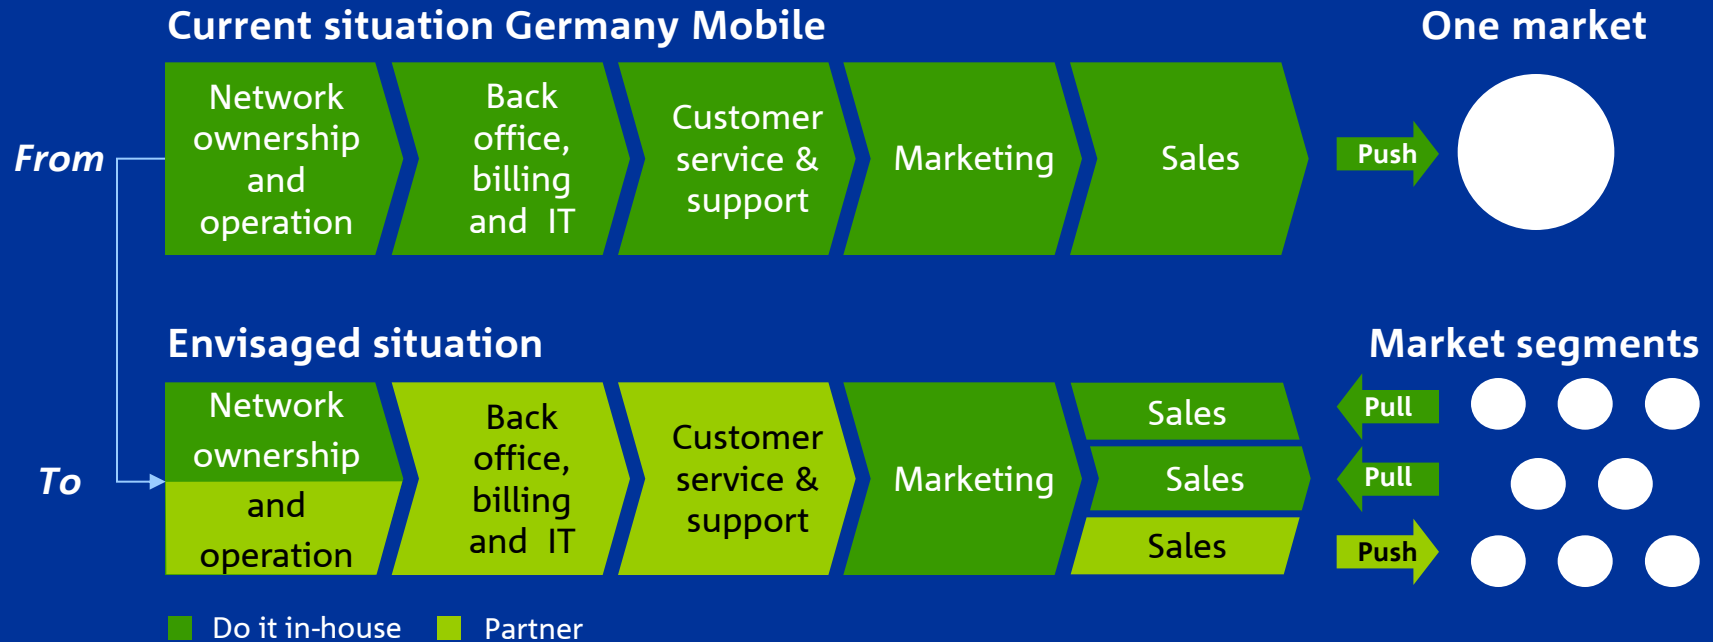 Current situation Germany Mobile
One market
From
Network
ownership
and
operation
Back
office,
billing
and IT
Customer
service &
support
Marketing
Sales
Push
Envisaged situation
Market segments
To
Network
ownership
and
operation
Back
office,
billing
and IT
Customer
service &
support
Marketing
Sales
Sales
Sales
Pull
Pull
Push
Do it in-house
Partner